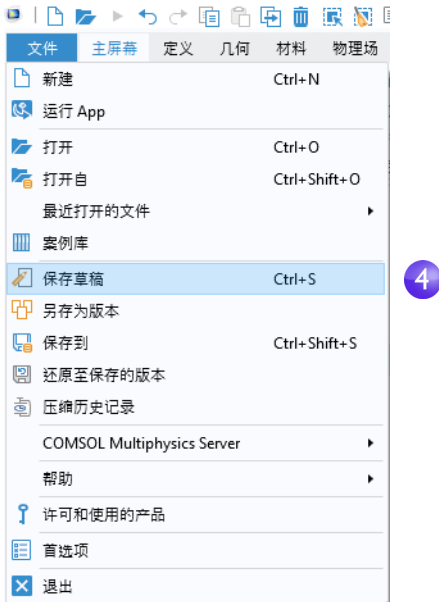 文件 主屏幕 定义 几何 材料 物理场
新建 Ctrl+N
运行 App
打开 Ctrl+O
打开自 Ctrl+Shift+O
最近打开的文件
案例库
保存草稿 Ctrl+S
4
另存为版本
保存到 Ctrl+Shift+S
还原至保存的版本
压缩历史记录
COMSOL Multiphysics Server
帮助
许可和使用的产品
首选项
退出